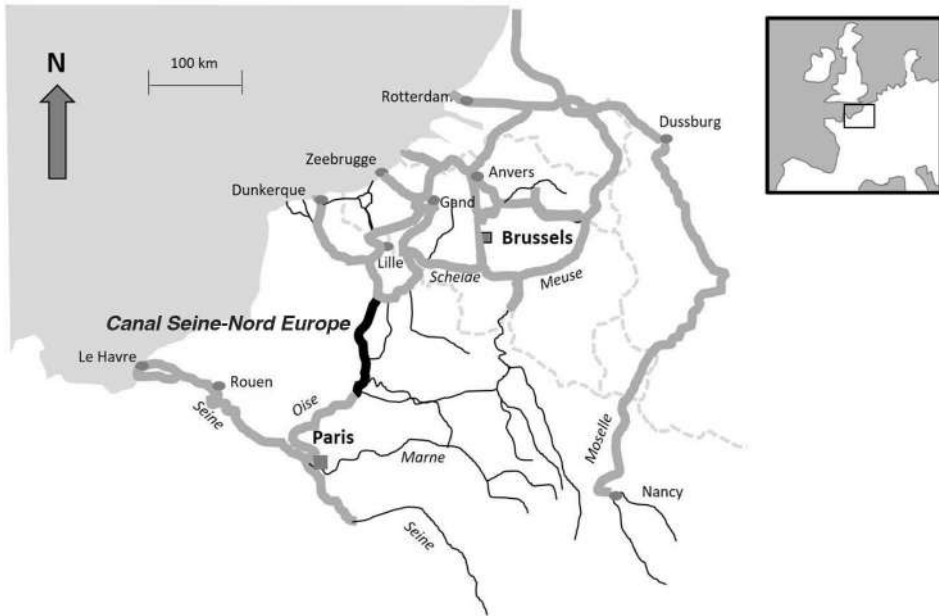 N
100 km
Rotterdam
Dussburg
Zeebrugge
Anvers
Dunkerque
Gand
Brussels
Lille
Schelde
Meuse
Canal Seine-Nord Europe
Le Havre
Rouen
Oise
Seine
Paris
Moselle
Marne
Nancy
Seine